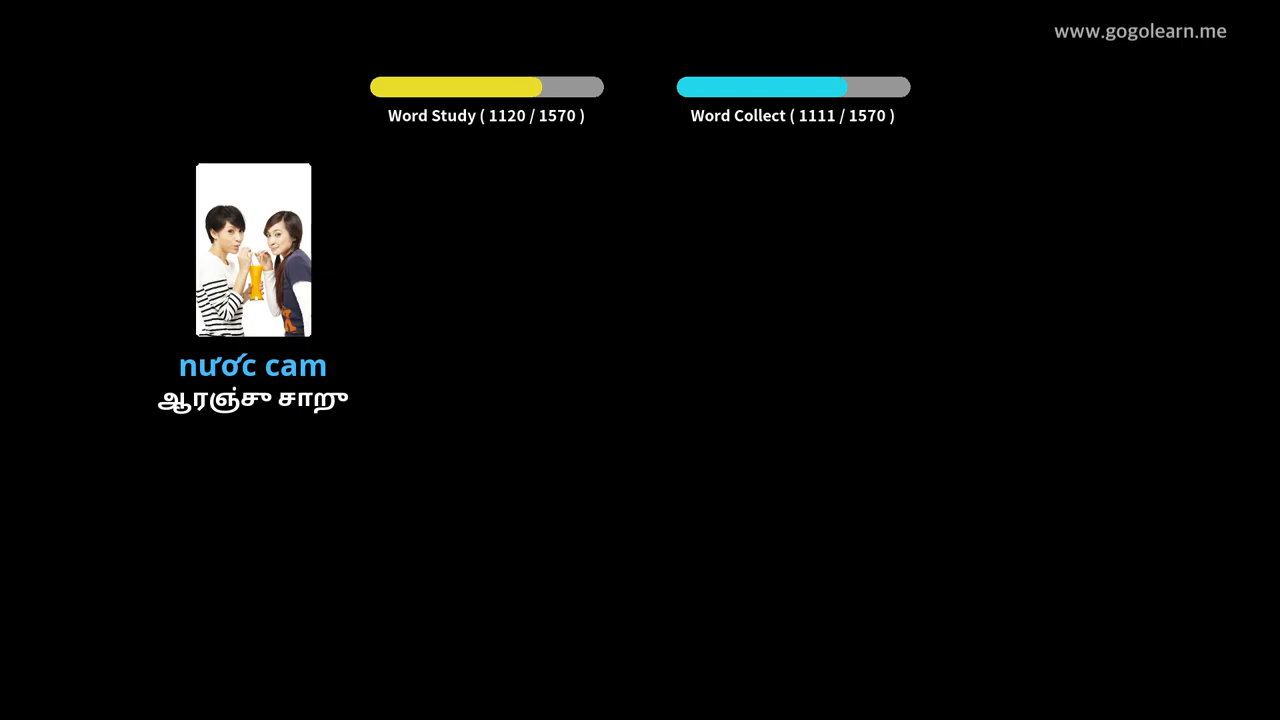 www.gogolearn.me
Word Study ( 1120 / 1570 )
Word Collect ( 1111 / 1570 )
nước cam
ஆரஞ்சு சாறு